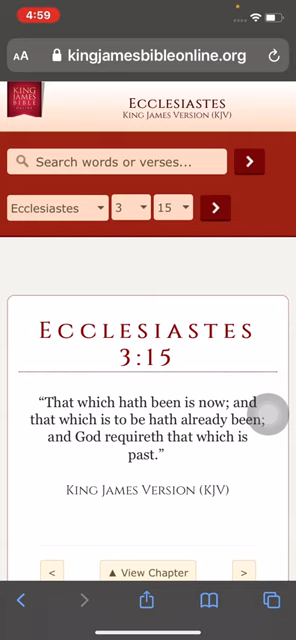 4:59
AA kingjamesbibleonline.org
KING
JAMES
BIBLE
ONLINE
ECCLESIASTES
KING JAMES VERSION (KJV)
Search words or verses...
Ecclesiastes 3 15
ECCLESIASTES
3:15
“That which hath been is now; and
that which is to be hath already been;
and God requireth that which is
past.”
KING JAMES VERSION (KJV)
< ▲ View Chapter >